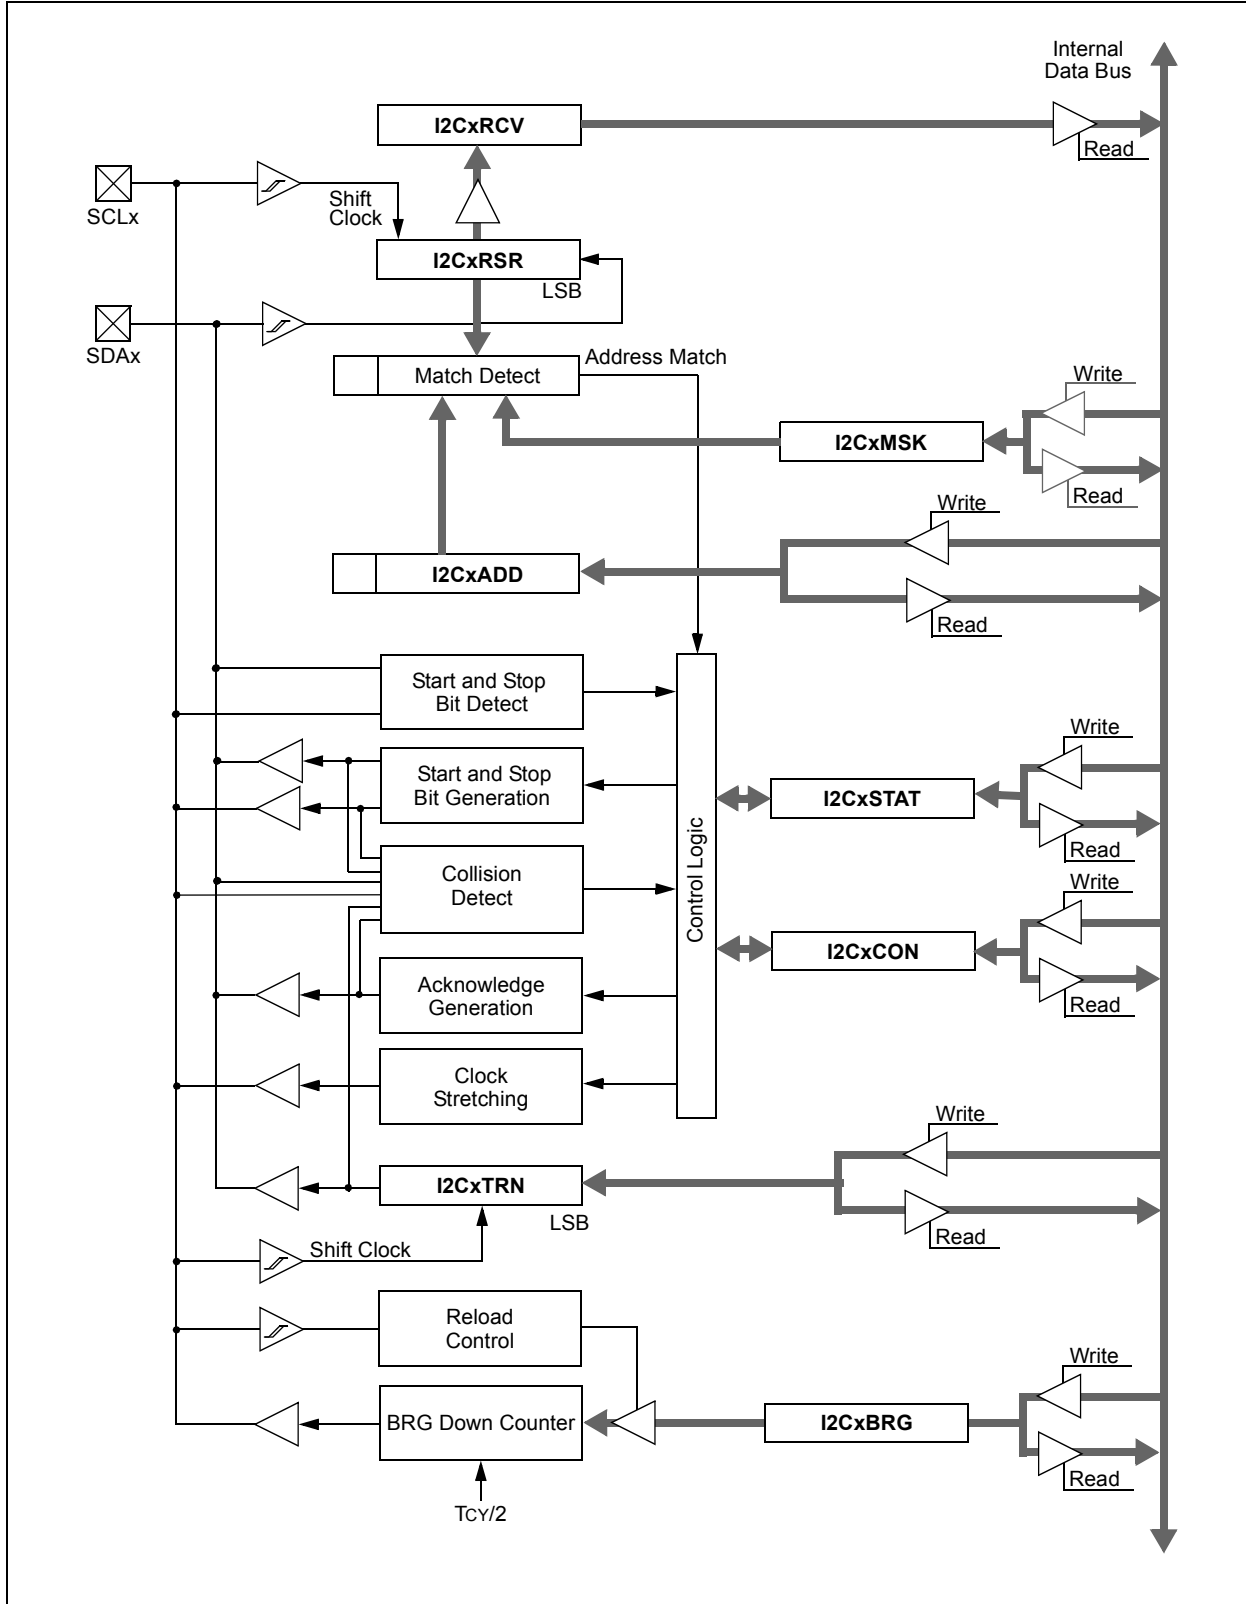 Internal
Data Bus
I2CxRCV
Read
SCLx
Shift
Clock
I2CxRSR
LSB
SDAx
Address Match
Match Detect
Write
I2CxMSK
Read
Write
I2CxADD
Read
Start and Stop
Bit Detect
Write
Start and Stop
Bit Generation
I2CxSTAT
Read
Control Logic
Collision
Detect
Write
I2CxCON
Read
Acknowledge
Generation
Clock
Stretching
Write
I2CxTRN
LSB
Read
Shift Clock
Reload
Control
Write
BRG Down Counter
I2CxBRG
Read
TCY/2